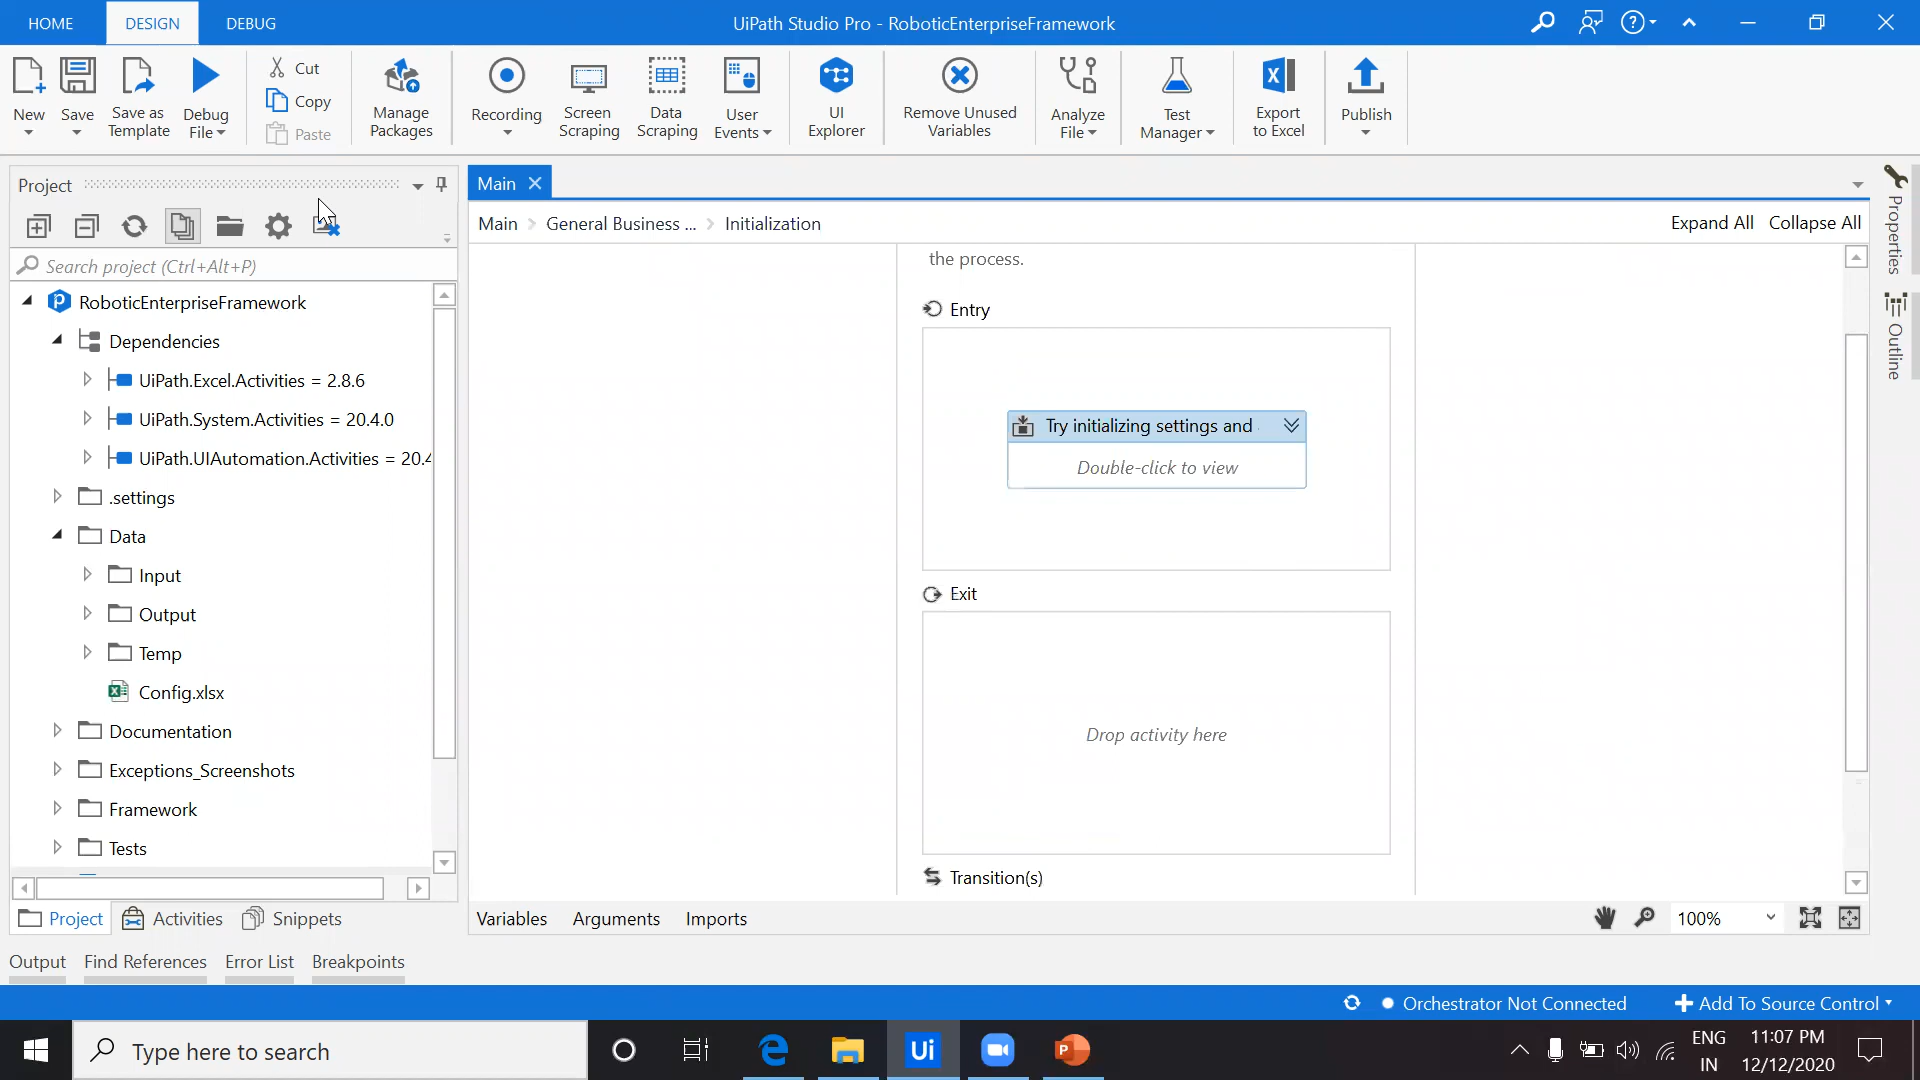 HOME DESIGN DEBUG UiPath Studio Pro - RoboticEnterpriseFramework
New Save Save as Template Debug File Cut Copy Paste Manage Packages Recording Screen Scraping Data Scraping User Events UI Explorer Remove Unused Variables Analyze File Test Manager Export to Excel Publish
Project
Main
Main General Business ... Initialization Expand All Collapse All
Search project (Ctrl+Alt+P)
the process.
RoboticEnterpriseFramework
Entry
Dependencies
UiPath.Excel.Activities = 2.8.6
UiPath.System.Activities = 20.4.0
Try initializing settings and
UiPath.UIAutomation.Activities = 20.4
Double-click to view
.settings
Data
Input
Exit
Output
Temp
Config.xlsx
Documentation
Drop activity here
Exceptions_Screenshots
Framework
Tests
Transition(s)
Project Activities Snippets
Variables Arguments Imports 100%
Properties
Outline
Output Find References Error List Breakpoints
Orchestrator Not Connected Add To Source Control
Type here to search
Ui
ENG
IN
11:07 PM
12/12/2020